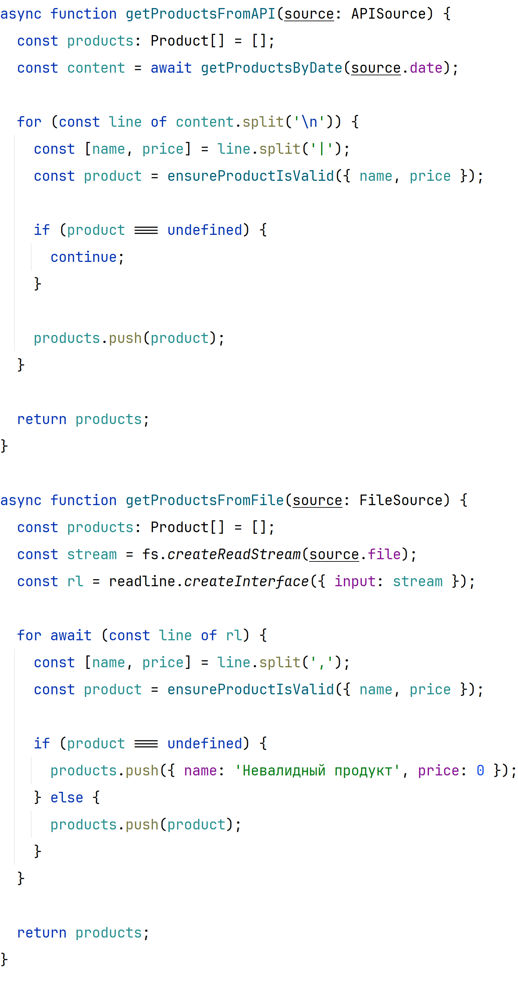 async function getProductsFromAPI(source: APISource) {
  const products: Product[] = [];
  const content = await getProductsByDate(source.date);

  for (const line of content.split('\n')) {
    const [name, price] = line.split('|');
    const product = ensureProductIsValid({ name, price });

    if (product === undefined) {
      continue;
    }

    products.push(product);
  }

  return products;
}

async function getProductsFromFile(source: FileSource) {
  const products: Product[] = [];
  const stream = fs.createReadStream(source.file);
  const rl = readline.createInterface({ input: stream });

  for await (const line of rl) {
    const [name, price] = line.split(',');
    const product = ensureProductIsValid({ name, price });

    if (product === undefined) {
      products.push({ name: 'Невалидный продукт', price: 0 });
    } else {
      products.push(product);
    }
  }

  return products;
}